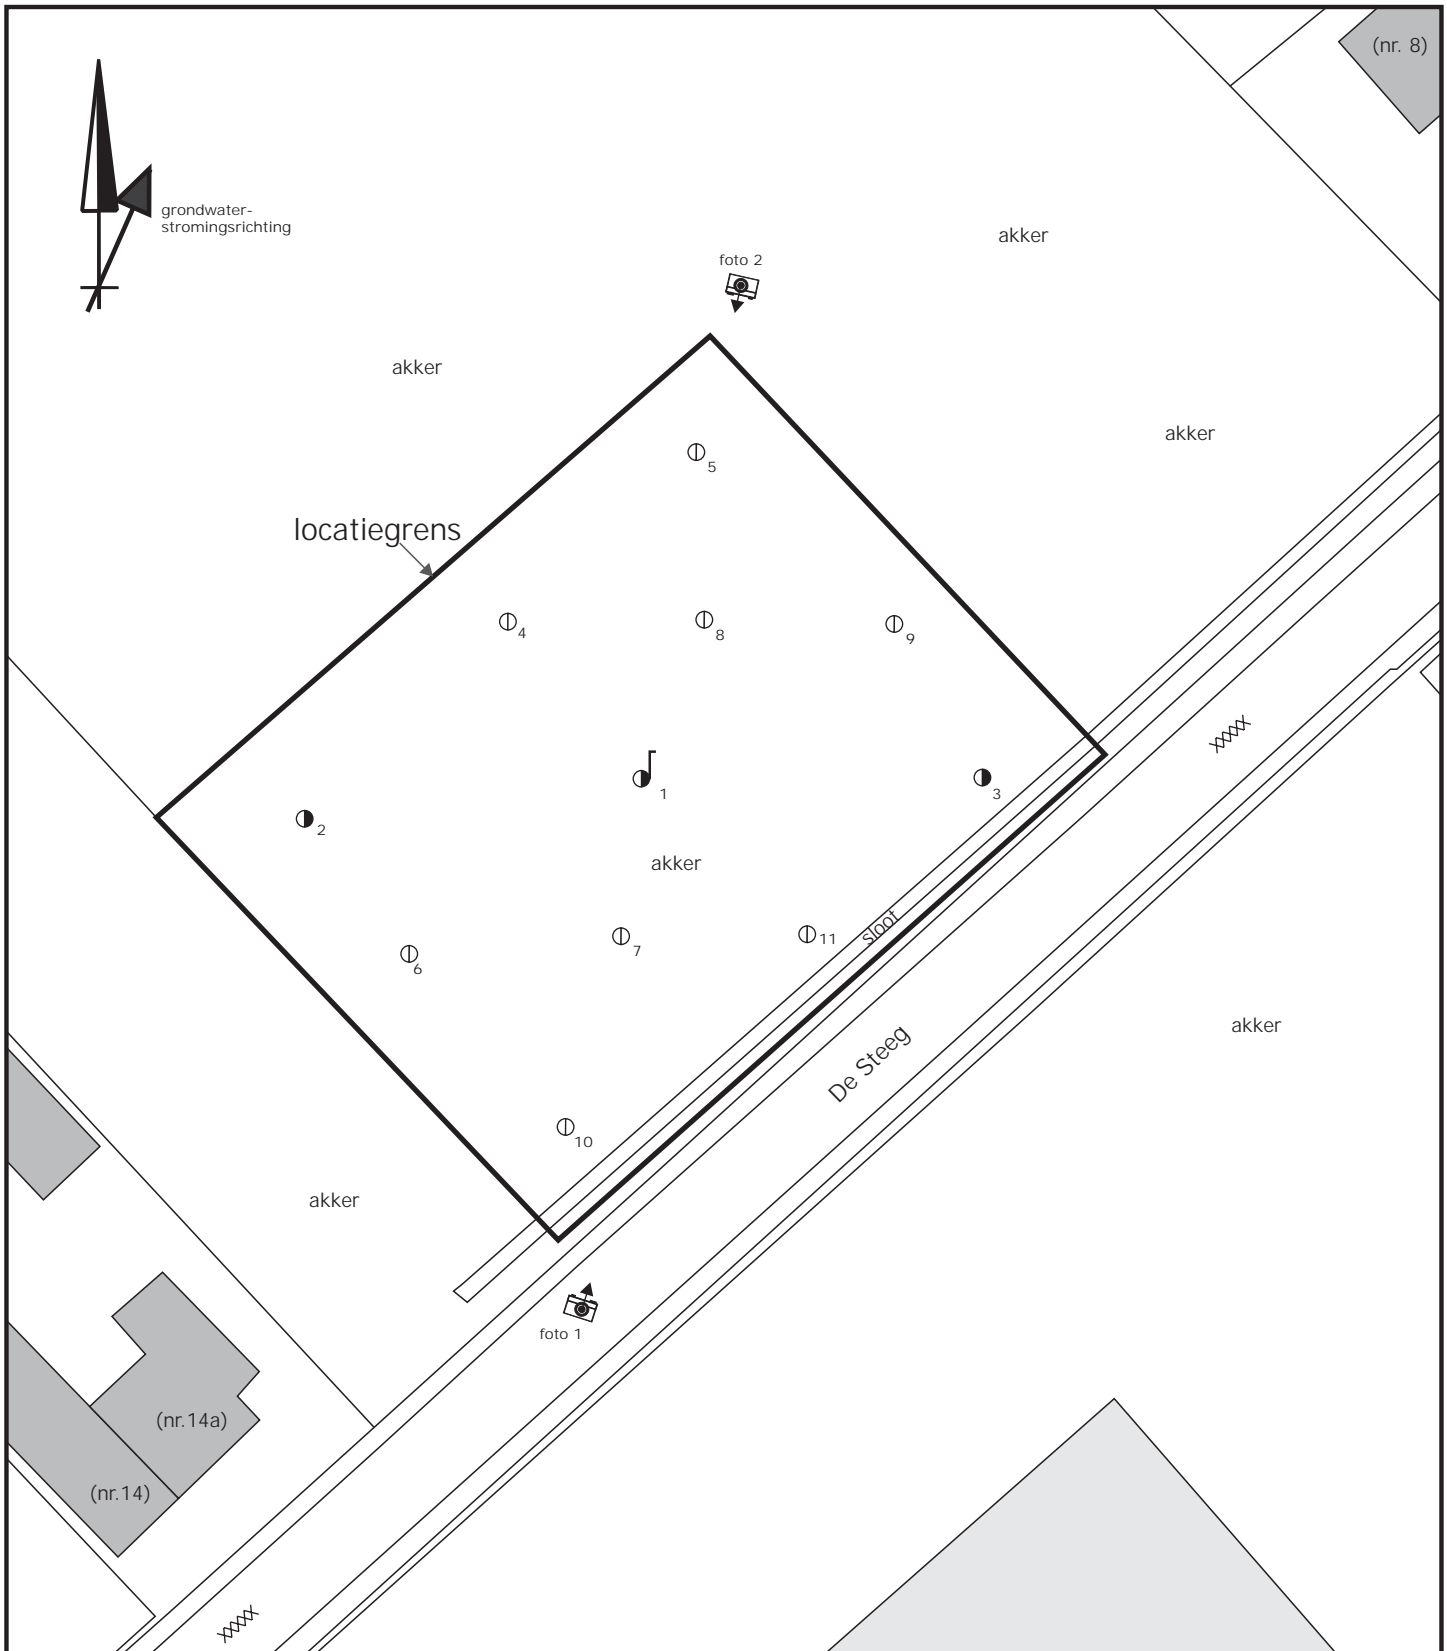 (nr. 8)
grondwater-
stromingsrichting
akker
foto 2
akker
akker
5
locatiegrens
4
8
9
1
3
2
akker
sloot
11
7
6
De Steeg
akker
10
akker
foto 1
(nr.14a)
(nr.14)